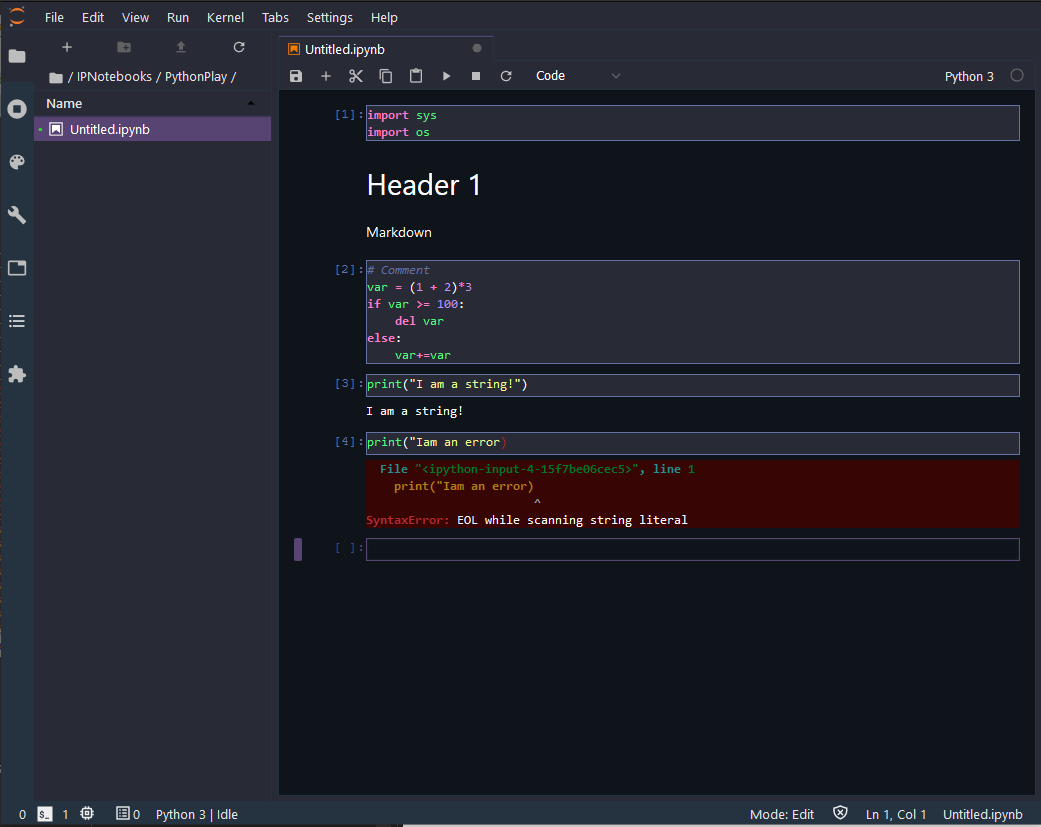 File Edit View Run Kernel Tabs Settings Help
Untitled.ipynb
/ IPNotebooks / PythonPlay /
Code
Python 3
Name
Untitled.ipynb
[1]: import sys
import os
Header 1
Markdown
[2]: # Comment
var = (1 + 2)*3
if var >= 100:
    del var
else:
    var+=var
[3]: print("I am a string!")
I am a string!
[4]: print("Iam an error)
  File "<ipython-input-4-15f7be06cec5>", line 1
    print("Iam an error)
                        ^
SyntaxError: EOL while scanning string literal
[ ]:
0 $_ 1 0 Python 3 | Idle Mode: Edit Ln 1, Col 1 Untitled.ipynb